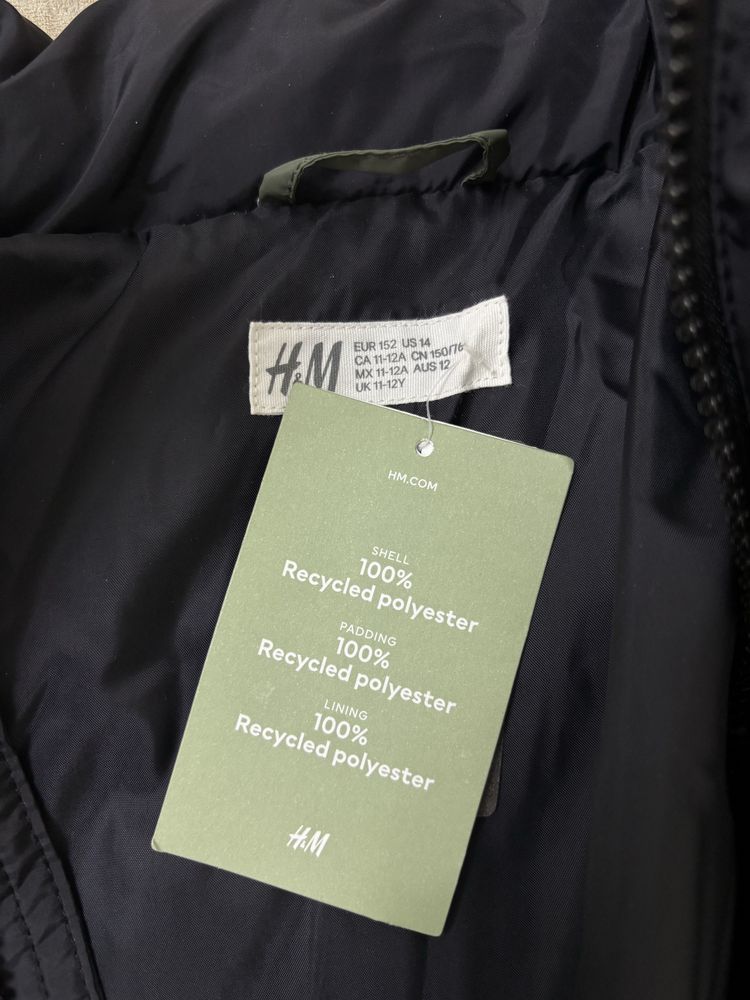 H&M
EUR 152 US 14
CA 11-12A CN 150/76
MX 11-12A AUS 12
UK 11-12Y
HM.COM
SHELL
100%
Recycled polyester
PADDING
100%
Recycled polyester
LINING
100%
Recycled polyester
H&M